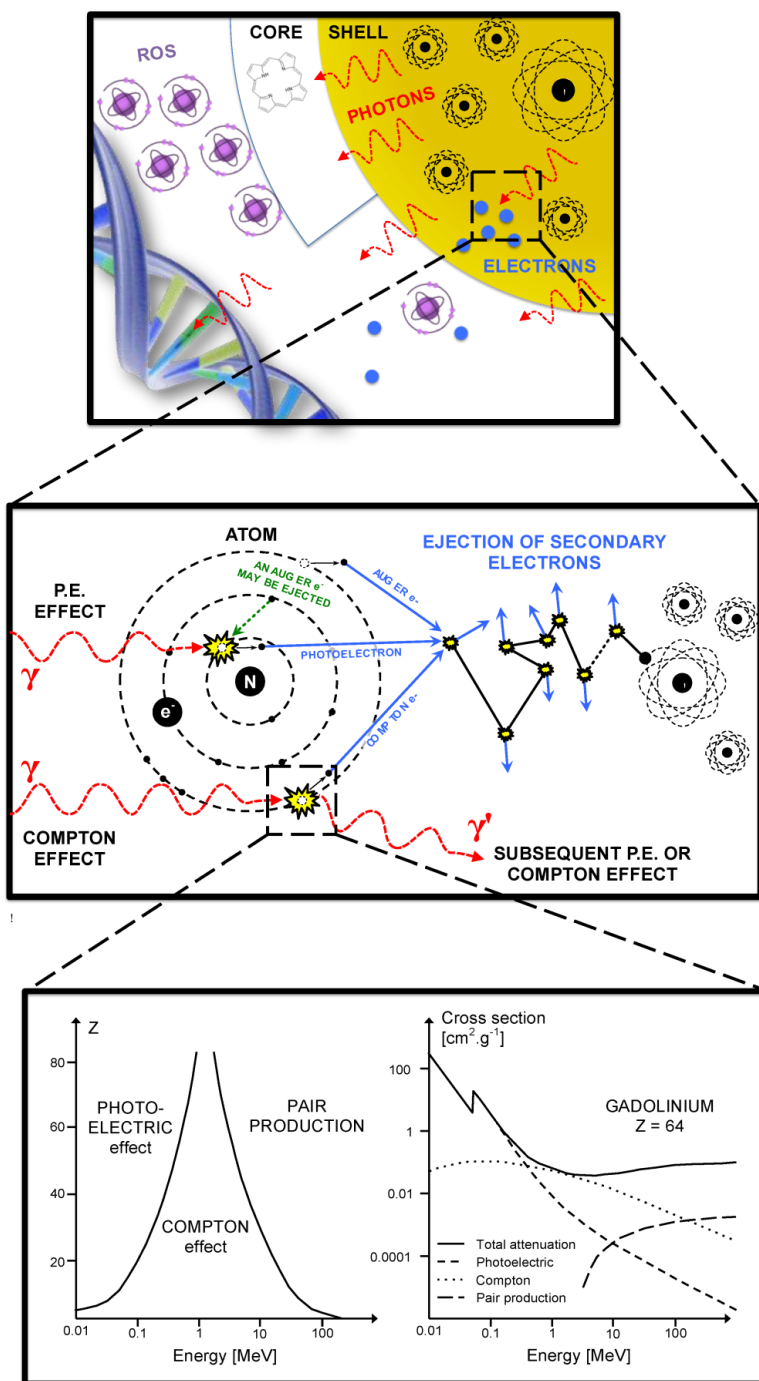 ROS
CORE
SHELL
NH
N
N
HN
PHOTONS
ELECTRONS
ATOM
EJECTION OF SECONDARY
ELECTRONS
AN AUGER e-
MAY BE EJECTED
AUGER e-
P.E.
EFFECT
PHOTOELECTRON
γ
N
e-
COMPTON e-
γ
COMPTON
EFFECT
γ'
SUBSEQUENT P.E. OR
COMPTON EFFECT
!
Z
80
60
40
20
PHOTO-
ELECTRIC
effect
PAIR
PRODUCTION
COMPTON
effect
0.01 0.1 1 10 100
Energy [MeV]
Cross section
[cm².g⁻¹]
100
1
0.01
0.0001
GADOLINIUM
Z = 64
Total attenuation
Photoelectric
Compton
Pair production
0.01 0.1 1 10 100
Energy [MeV]